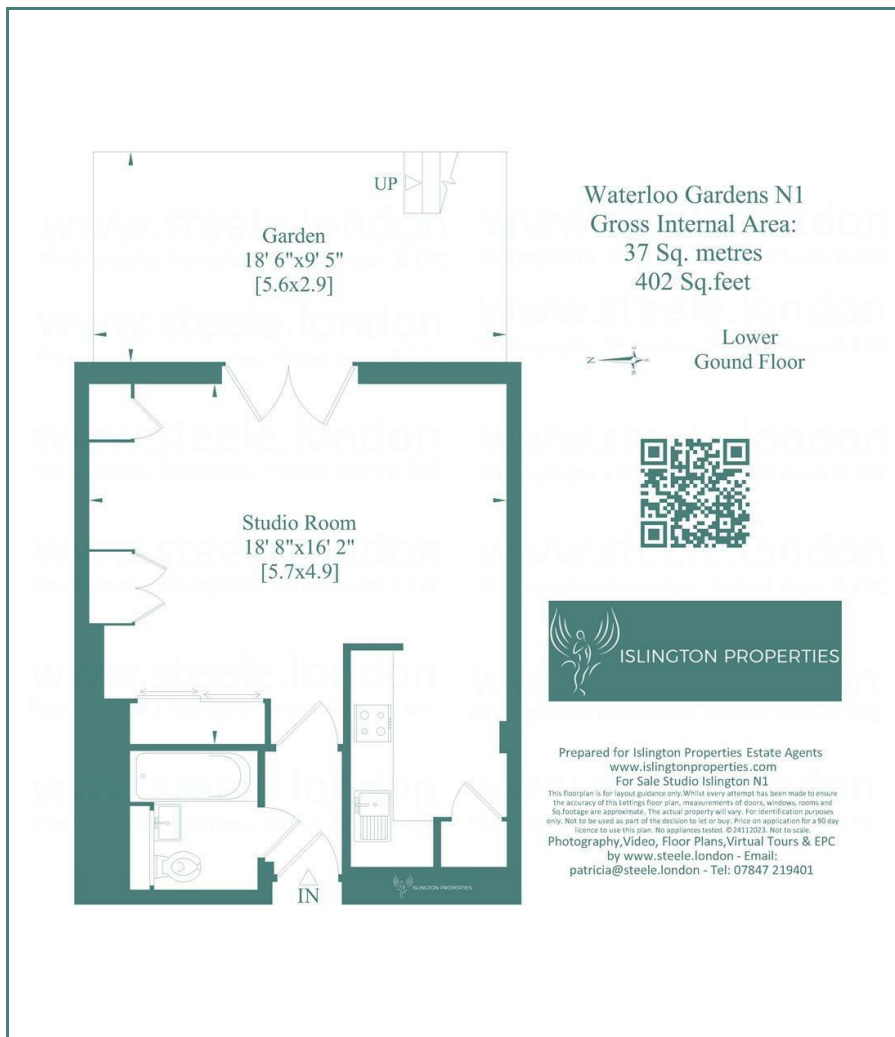 UP
Garden
18' 6"x9' 5"
[5.6x2.9]
Waterloo Gardens N1
Gross Internal Area:
37 Sq. metres
402 Sq.feet
N
E
S
W
Lower
Gound Floor
Studio Room
18' 8"x16' 2"
[5.7x4.9]
ISLINGTON PROPERTIES
IN
ISLINGTON PROPERTIES
Prepared for Islington Properties Estate Agents
www.islingtonproperties.com
For Sale Studio Islington N1
This floorplan is for layout guidance only.Whilst every attempt has been made to ensure
the accuracy of this Lettings floor plan, measurements of doors, windows, rooms and
Sq.footage are approximate, The actual property will vary. For identification purposes
only. Not to be used as part of the decision to let or buy. Price on application for a 90 day
licence to use this plan. No appliances tested. ©24112023. Not to scale.
Photography,Video, Floor Plans,Virtual Tours & EPC
by www.steele.london - Email:
patricia@steele.london - Tel: 07847 219401
www.steele.london